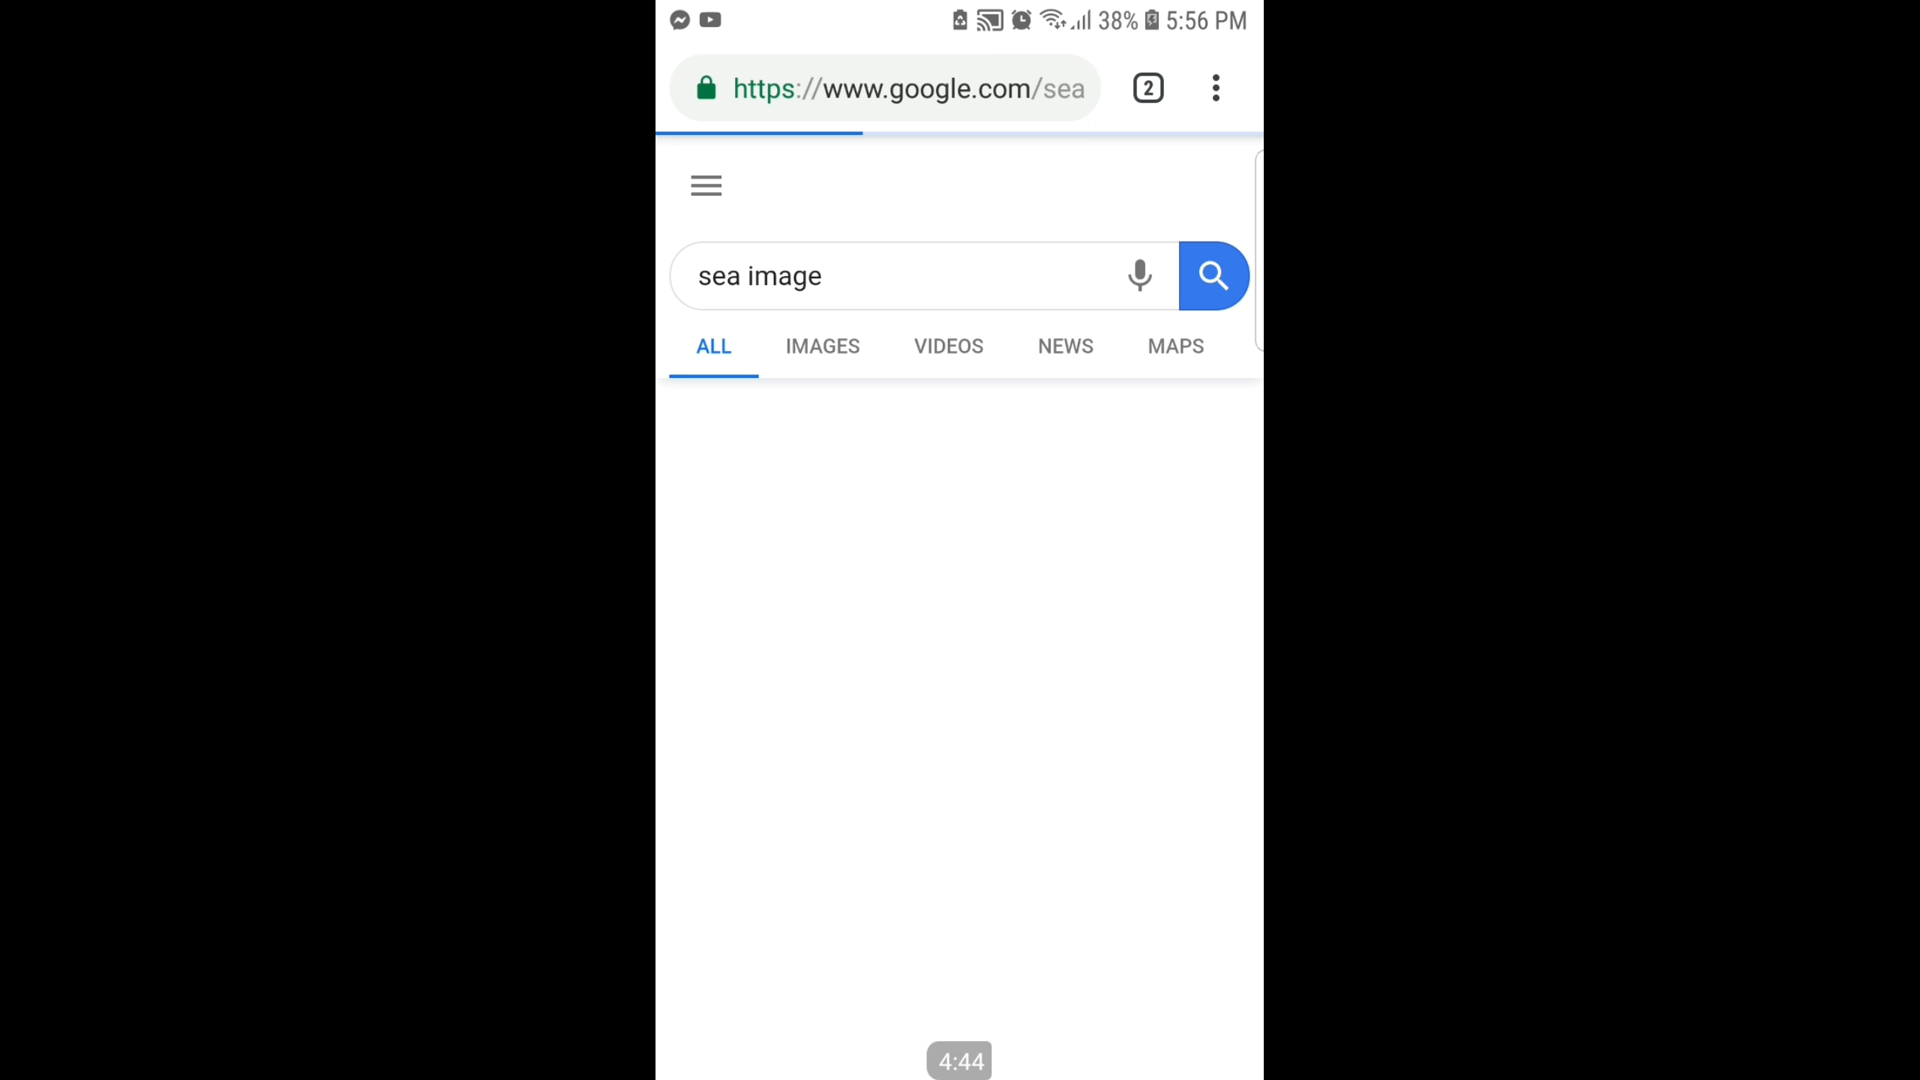 38% 5:56 PM
https://www.google.com/sea 2
sea image
ALL IMAGES VIDEOS NEWS MAPS
4:44